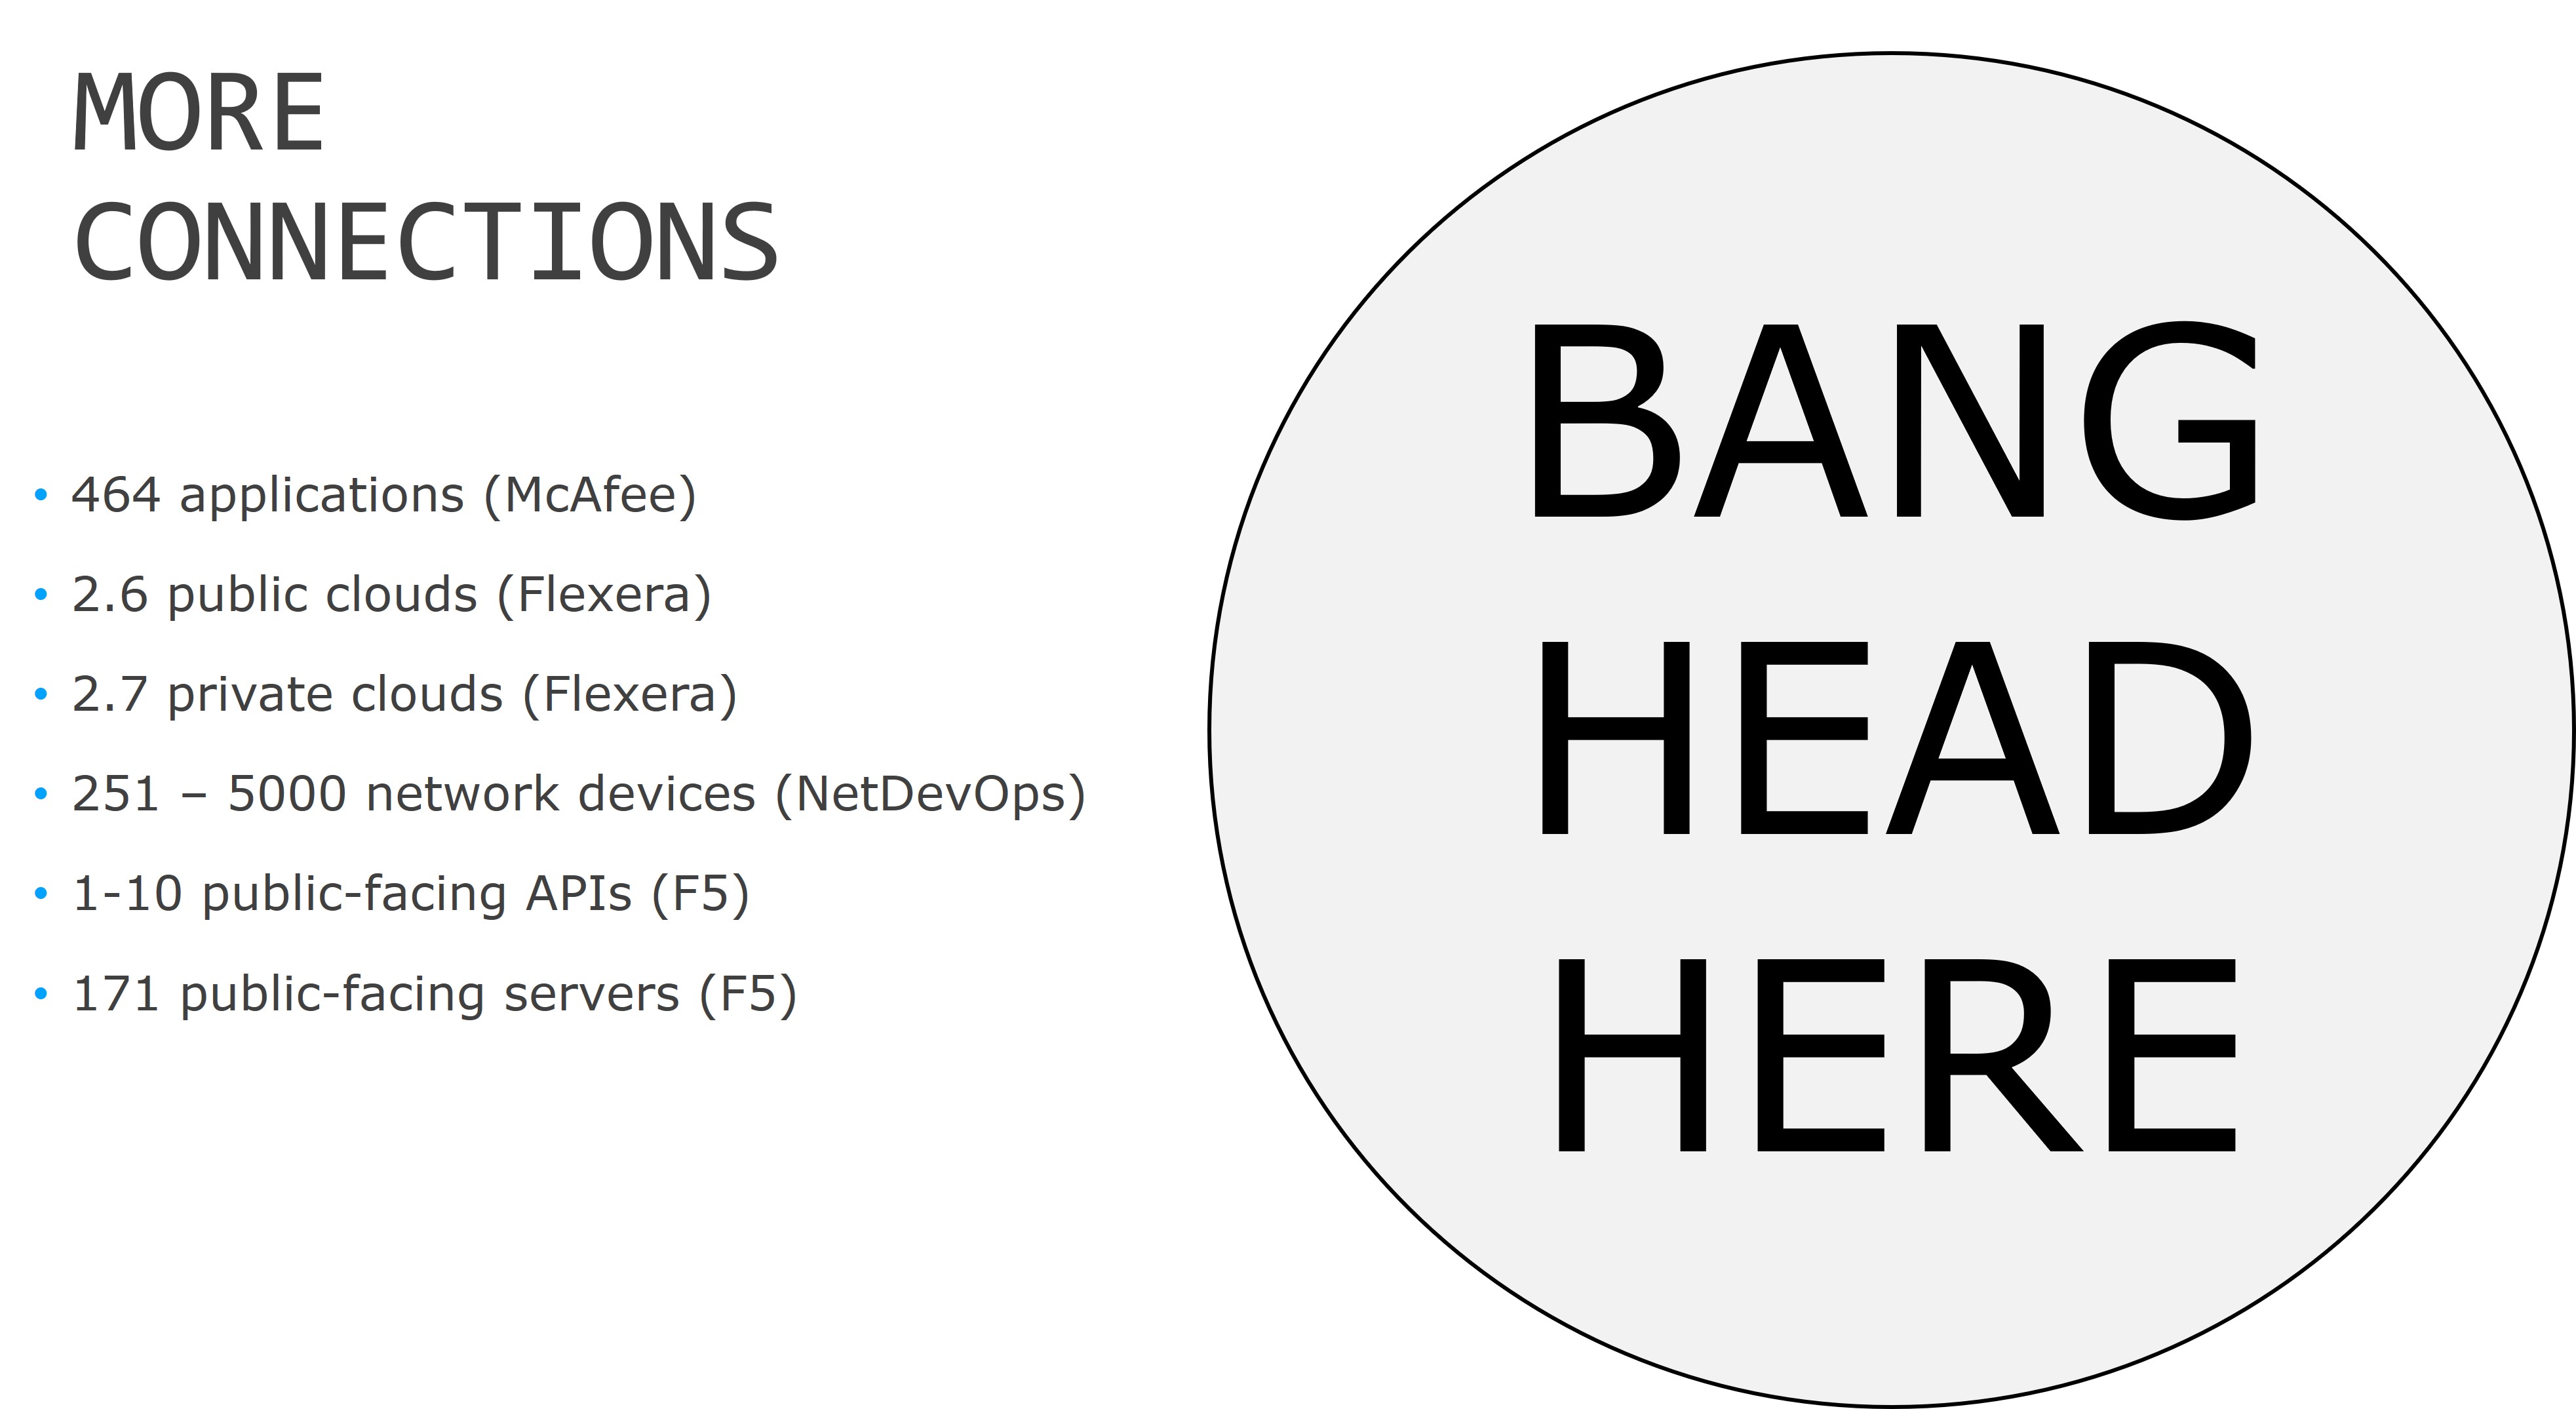 MORE
CONNECTIONS
• 464 applications (McAfee)
• 2.6 public clouds (Flexera)
• 2.7 private clouds (Flexera)
• 251 – 5000 network devices (NetDevOps)
• 1-10 public-facing APIs (F5)
• 171 public-facing servers (F5)
BANG
HEAD
HERE